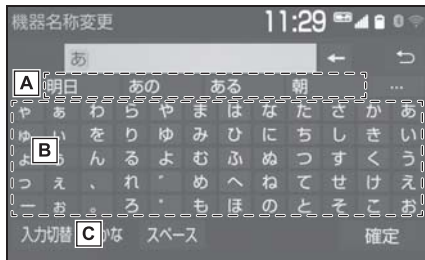 機器名称変更 11:29
あ
A 明日 あの ある 朝 ...
ゃ ぁ わ ら や ま は な た さ か あ
ゅ を り ゆ み ひ に ち し き い
B ん る よ む ふ ぬ つ す く う
っ ぇ 、 れ ゛ め へ ね て せ け え
ー ぉ 。 ろ ゜ も ほ の と そ こ お
入力切替 C かな スペース 確定